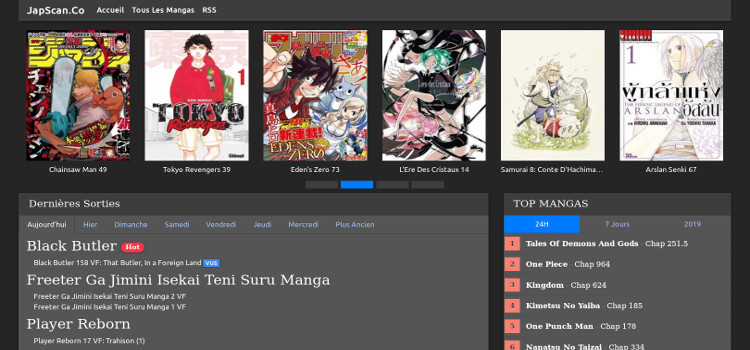 JapScan.Co Accueil Tous Les Mangas RSS
東京
1
TOKYO
Revengers
EDENS ZERO
1
ARSLAN
Chainsaw Man 49
Tokyo Revengers 39
Eden's Zero 73
L'Ere Des Cristaux 14
Samurai 8: Conte D'Hachima...
Arslan Senki 67
Dernières Sorties
Aujourd'hui Hier Dimanche Samedi Vendredi Jeudi Mercredi Plus Ancien
Black Butler Hot
Black Butler 158 VF: That Butler, In a Foreign Land VUS
Freeter Ga Jimini Isekai Teni Suru Manga
Freeter Ga Jimini Isekai Teni Suru Manga 2 VF
Freeter Ga Jimini Isekai Teni Suru Manga 1 VF
Player Reborn
Player Reborn 17 VF: Trahison (1)
TOP MANGAS
24H 7 Jours 2019
1 Tales Of Demons And Gods - Chap 251.5
2 One Piece - Chap 964
3 Kingdom - Chap 624
4 Kimetsu No Yaiba - Chap 185
5 One Punch Man - Chap 178
6 Nanatsu No Taizai - Chap 334